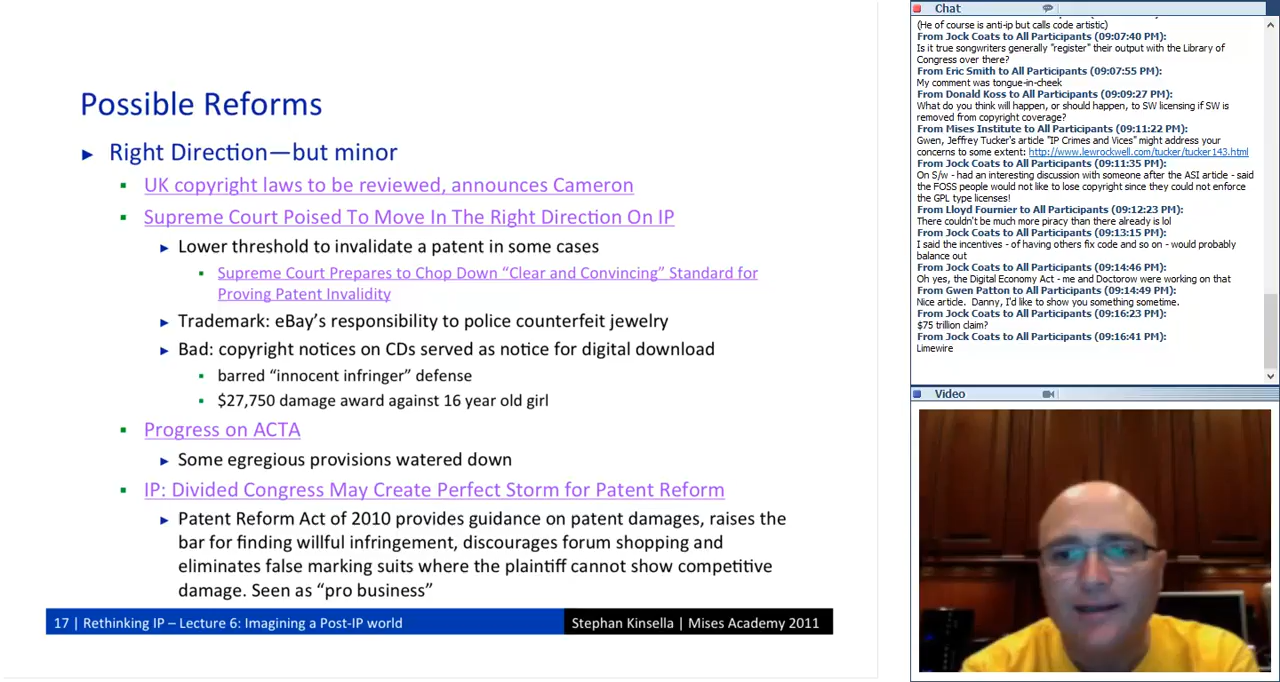 Possible Reforms
► Right Direction—but minor
▪ UK copyright laws to be reviewed, announces Cameron
▪ Supreme Court Poised To Move In The Right Direction On IP
► Lower threshold to invalidate a patent in some cases
▪ Supreme Court Prepares to Chop Down “Clear and Convincing” Standard for
Proving Patent Invalidity
► Trademark: eBay’s responsibility to police counterfeit jewelry
► Bad: copyright notices on CDs served as notice for digital download
▪ barred “innocent infringer” defense
▪ $27,750 damage award against 16 year old girl
▪ Progress on ACTA
► Some egregious provisions watered down
▪ IP: Divided Congress May Create Perfect Storm for Patent Reform
► Patent Reform Act of 2010 provides guidance on patent damages, raises the
bar for finding willful infringement, discourages forum shopping and
eliminates false marking suits where the plaintiff cannot show competitive
damage. Seen as “pro business”
17 | Rethinking IP – Lecture 6: Imagining a Post-IP world
Stephan Kinsella | Mises Academy 2011
Chat
(He of course is anti-ip but calls code artistic)
From Jock Coats to All Participants (09:07:40 PM):
Is it true songwriters generally "register" their output with the Library of
Congress over there?
From Eric Smith to All Participants (09:07:55 PM):
My comment was tongue-in-cheek
From Donald Koss to All Participants (09:09:27 PM):
What do you think will happen, or should happen, to SW licensing if SW is
removed from copyright coverage?
From Mises Institute to All Participants (09:11:22 PM):
Gwen, Jeffrey Tucker's article "IP Crimes and Vices" might address your
concerns to some extent: http://www.lewrockwell.com/tucker/tucker143.html
From Jock Coats to All Participants (09:11:35 PM):
On S/w - had an interesting discussion with someone after the ASI article - said
the FOSS people would not like to lose copyright since they could not enforce
the GPL type licenses!
From Lloyd Fournier to All Participants (09:12:23 PM):
There couldn't be much more piracy than there already is lol
From Jock Coats to All Participants (09:13:15 PM):
I said the incentives - of having others fix code and so on - would probably
balance out
From Jock Coats to All Participants (09:14:46 PM):
Oh yes, the Digital Economy Act - me and Doctorow were working on that
From Gwen Patton to All Participants (09:14:49 PM):
Nice article. Danny, I'd like to show you something sometime.
From Jock Coats to All Participants (09:16:23 PM):
$75 trillion claim?
From Jock Coats to All Participants (09:16:41 PM):
Limewire
Video